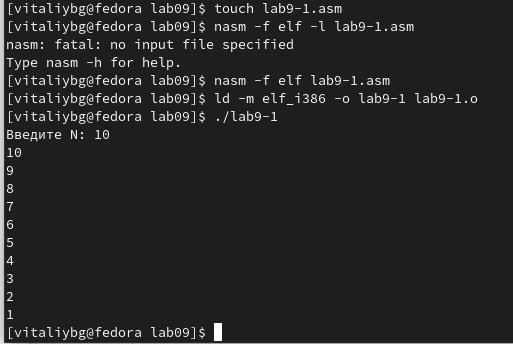 [vitaliybg@fedora lab09]$ touch lab9-1.asm
[vitaliybg@fedora lab09]$ nasm -f elf -l lab9-1.asm
nasm: fatal: no input file specified
Type nasm -h for help.
[vitaliybg@fedora lab09]$ nasm -f elf lab9-1.asm
[vitaliybg@fedora lab09]$ ld -m elf_i386 -o lab9-1 lab9-1.o
[vitaliybg@fedora lab09]$ ./lab9-1
Введите N: 10
10
9
8
7
6
5
4
3
2
1
[vitaliybg@fedora lab09]$